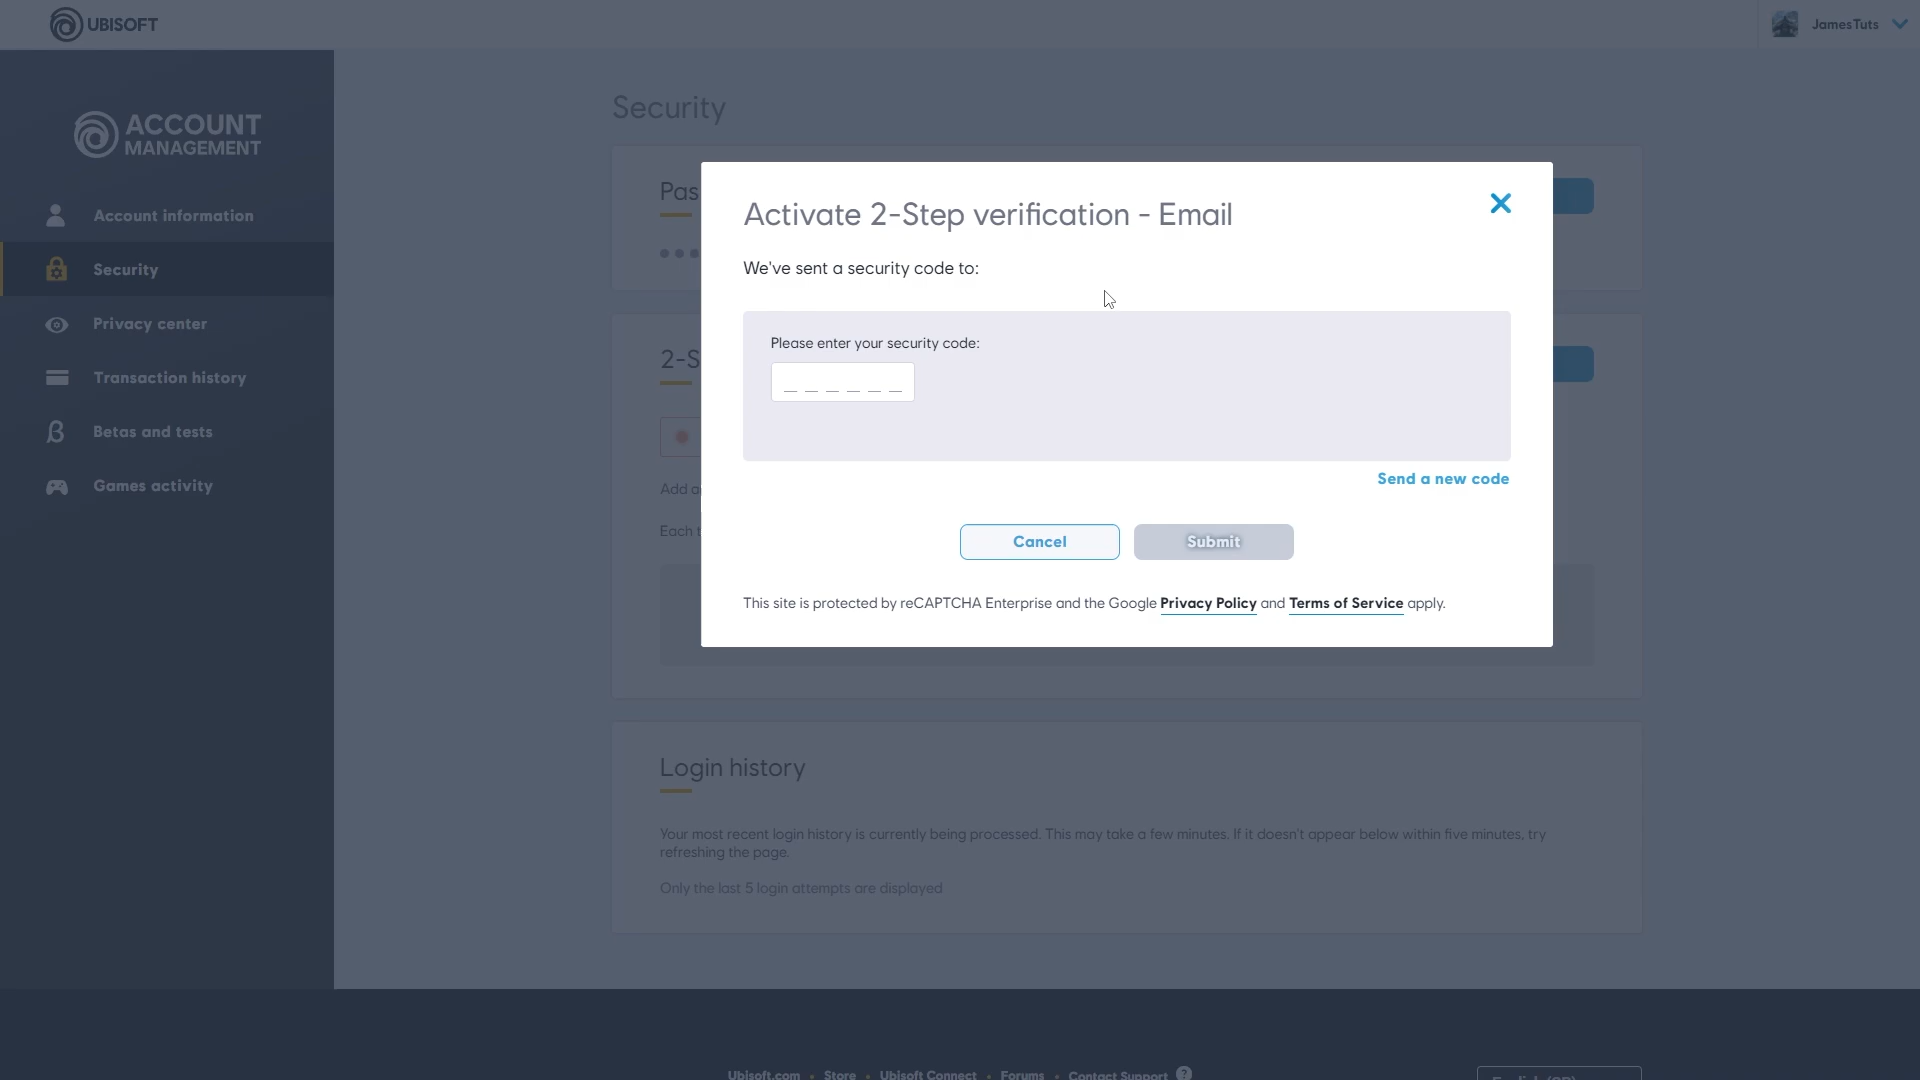 UBISOFT
JamesTuts
ACCOUNT
MANAGEMENT
Account information
Security
Privacy center
Transaction history
Betas and tests
Games activity
Security
Pas
Activate 2-Step verification - Email
We've sent a security code to:
Please enter your security code:
_ _ _ _ _ _
2-S
Add a
Each t
Send a new code
Cancel
Submit
This site is protected by reCAPTCHA Enterprise and the Google Privacy Policy and Terms of Service apply.
Login history
Your most recent login history is currently being processed. This may take a few minutes. If it doesn't appear below within five minutes, try
refreshing the page.
Only the last 5 login attempts are displayed
Ubisoft.com • Store • Ubisoft Connect • Forums • Contact Support ?